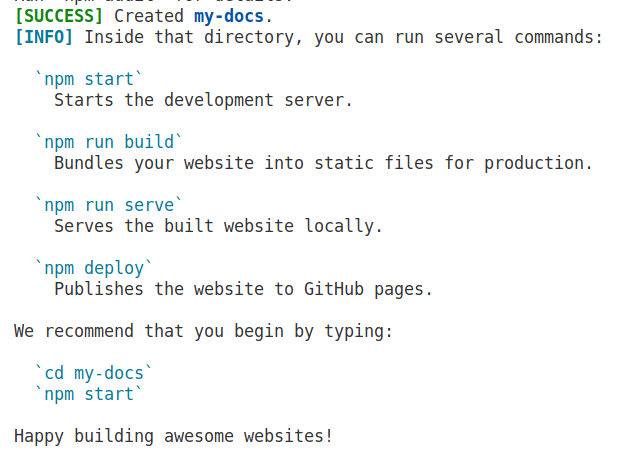 [SUCCESS] Created my-docs.
[INFO] Inside that directory, you can run several commands:
`npm start`
Starts the development server.
`npm run build`
Bundles your website into static files for production.
`npm run serve`
Serves the built website locally.
`npm deploy`
Publishes the website to GitHub pages.
We recommend that you begin by typing:
`cd my-docs`
`npm start`
Happy building awesome websites!